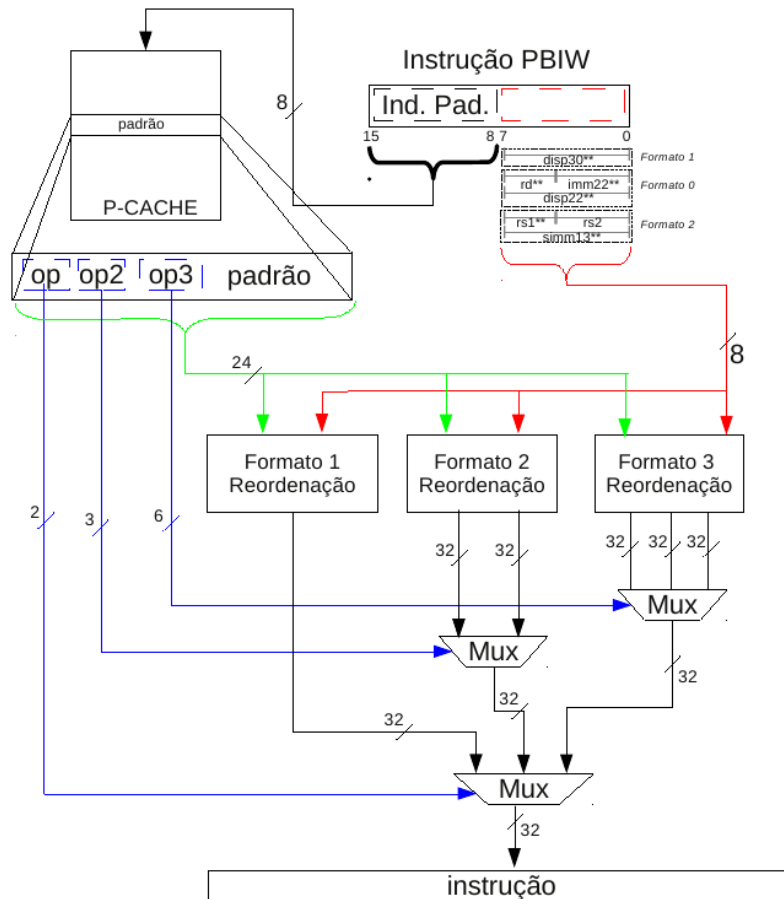 Instrução PBIW
8
Ind. Pad.
padrão
15
8 7
0
disp30**
Formato 1
rd**
imm22**
Formato 0
disp22**
P-CACHE
rs1**
rs2
Formato 2
simm13**
op
op2
op3
padrão
24
8
Formato 1
Reordenação
Formato 2
Reordenação
Formato 3
Reordenação
2
3
6
32
32
32
32
32
Mux
Mux
32
32
32
Mux
32
instrução